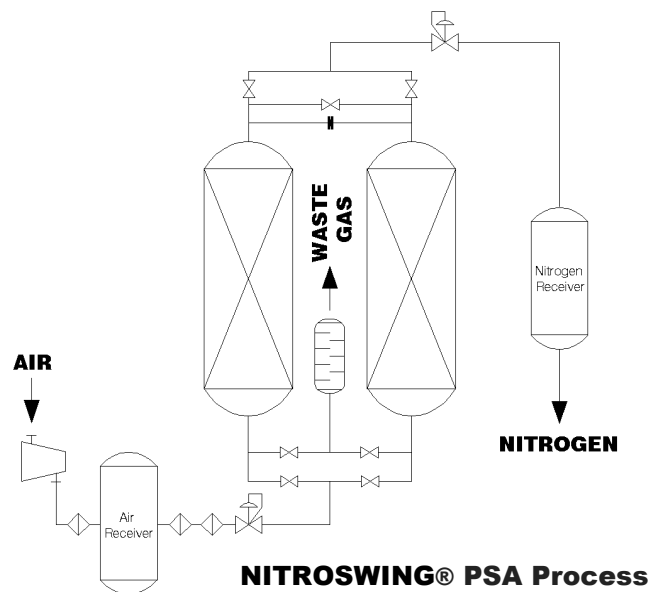 WASTE
GAS
Nitrogen
Receiver
AIR
NITROGEN
Air
Receiver
NITROSWING® PSA Process